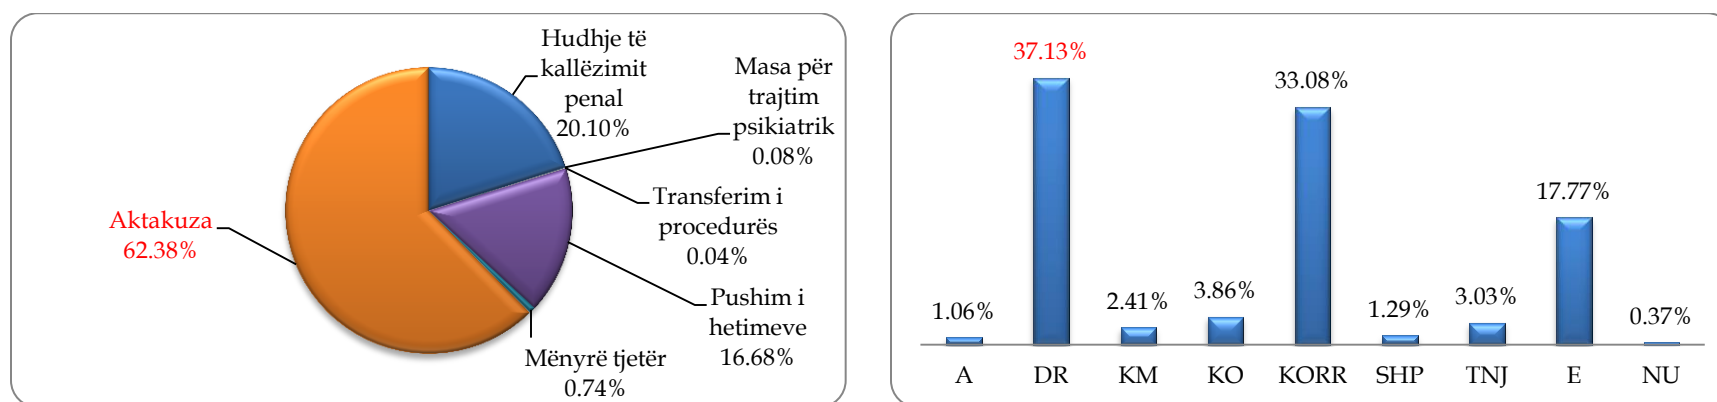 Hudhje të
kallëzimit
penal
20.10%
Masa për
trajtim
psikiatrik
0.08%
Transferim i
procedurës
0.04%
Pushim i
hetimeve
16.68%
Mënyrë tjetër
0.74%
Aktakuza
62.38%
1.06%
37.13%
2.41%
3.86%
33.08%
1.29%
3.03%
17.77%
0.37%
A DR KM KO KORR SHP TNJ E NU